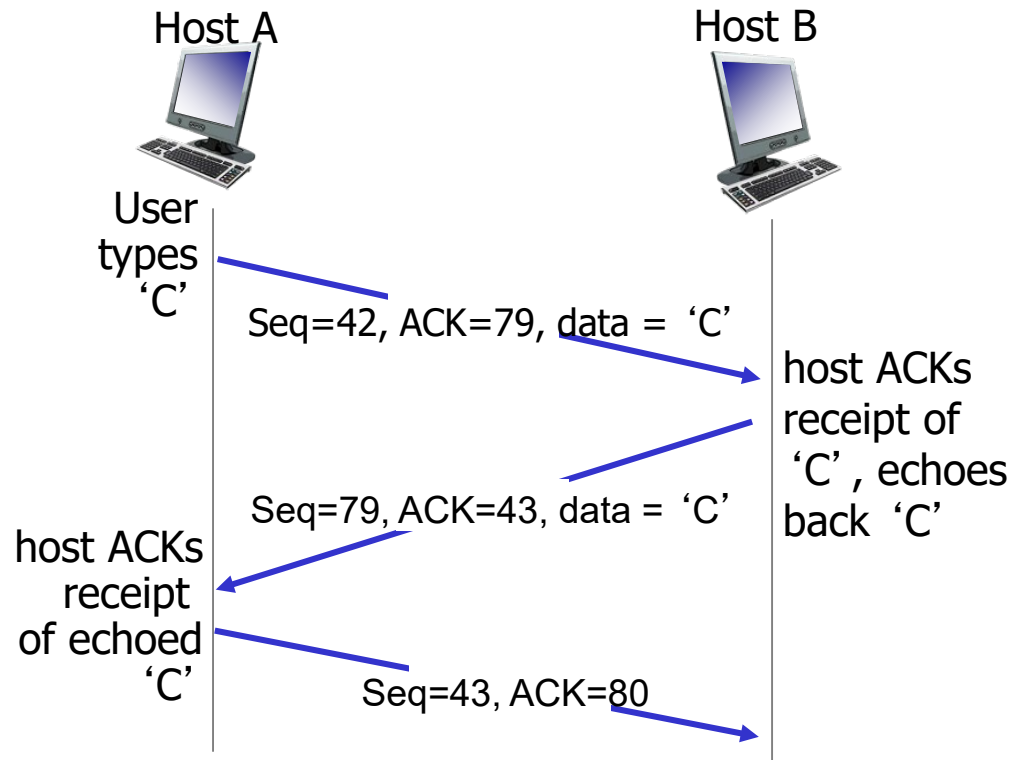 Host A
Host B
User
types
‘C’
Seq=42, ACK=79, data = ‘C’
host ACKs
receipt of
‘C’, echoes
back ‘C’
Seq=79, ACK=43, data = ‘C’
host ACKs
receipt
of echoed
‘C’
Seq=43, ACK=80